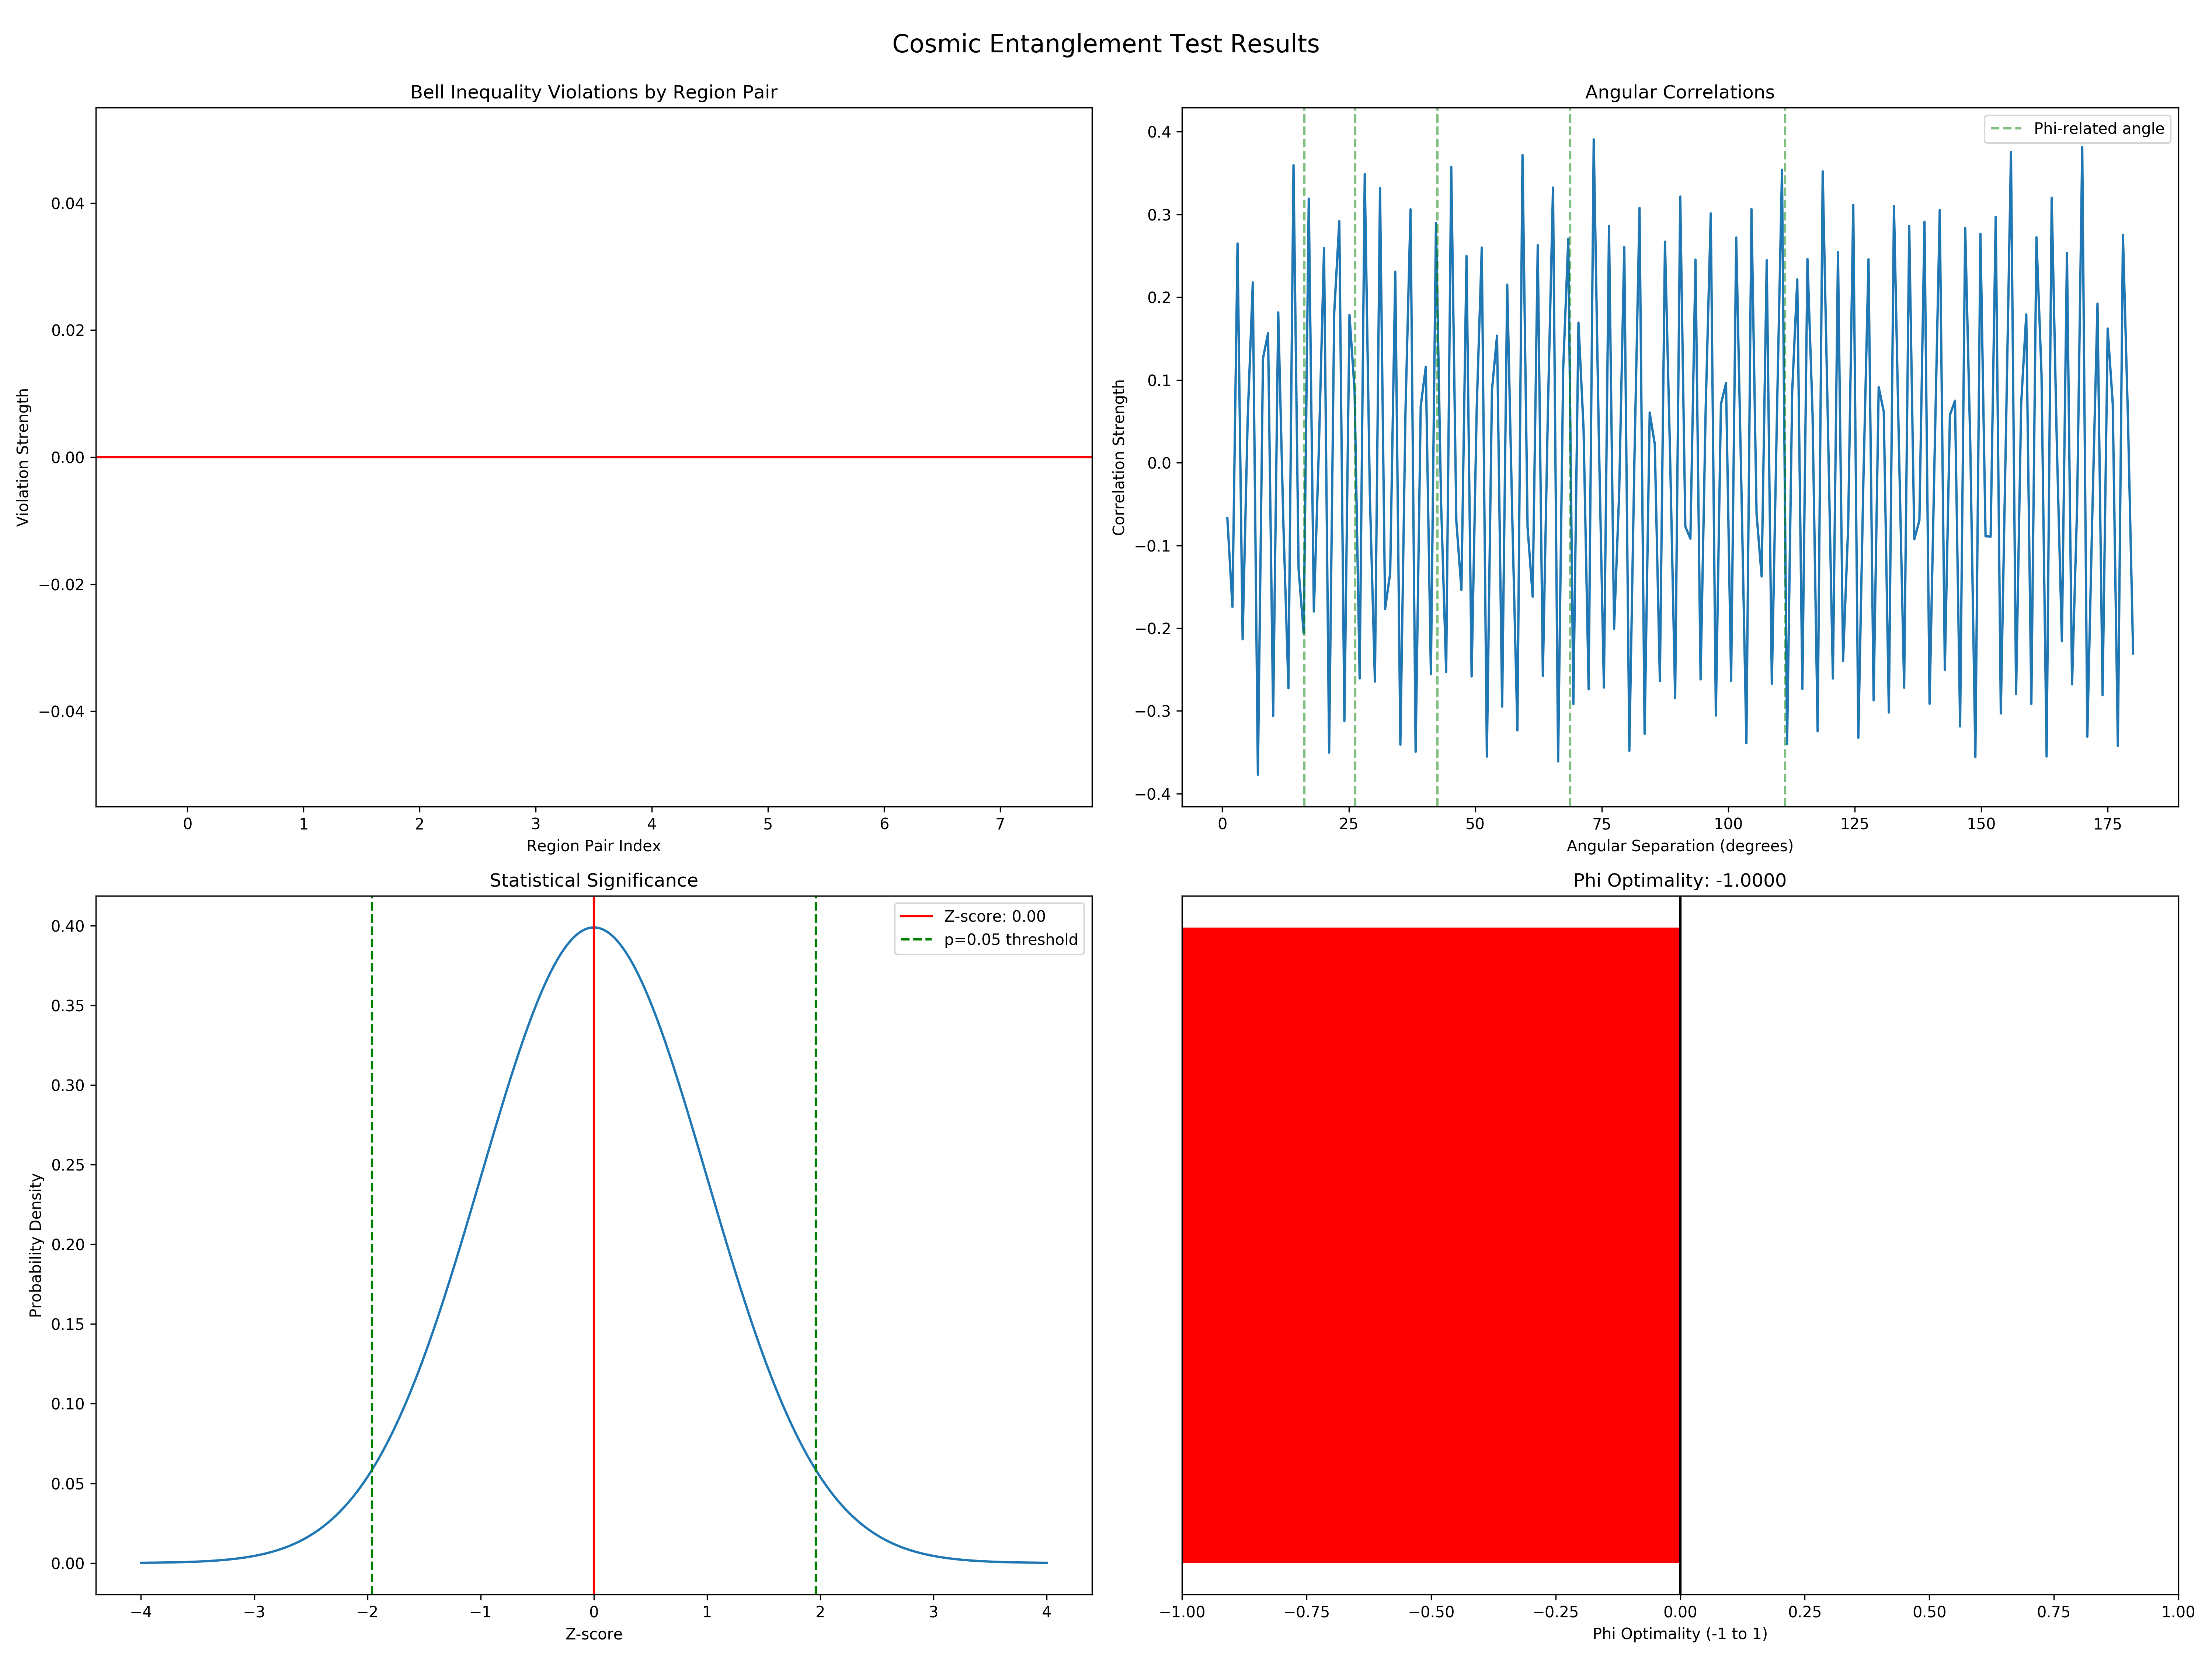 Cosmic Entanglement Test Results
Bell Inequality Violations by Region Pair
Violation Strength
0.04
0.02
0.00
−0.02
−0.04
0 1 2 3 4 5 6 7
Region Pair Index
Angular Correlations
Phi-related angle
Correlation Strength
0.4
0.3
0.2
0.1
0.0
−0.1
−0.2
−0.3
−0.4
0 25 50 75 100 125 150 175
Angular Separation (degrees)
Statistical Significance
Z-score: 0.00
p=0.05 threshold
Probability Density
0.40
0.35
0.30
0.25
0.20
0.15
0.10
0.05
0.00
−4 −3 −2 −1 0 1 2 3 4
Z-score
Phi Optimality: -1.0000
−1.00 −0.75 −0.50 −0.25 0.00 0.25 0.50 0.75 1.00
Phi Optimality (-1 to 1)